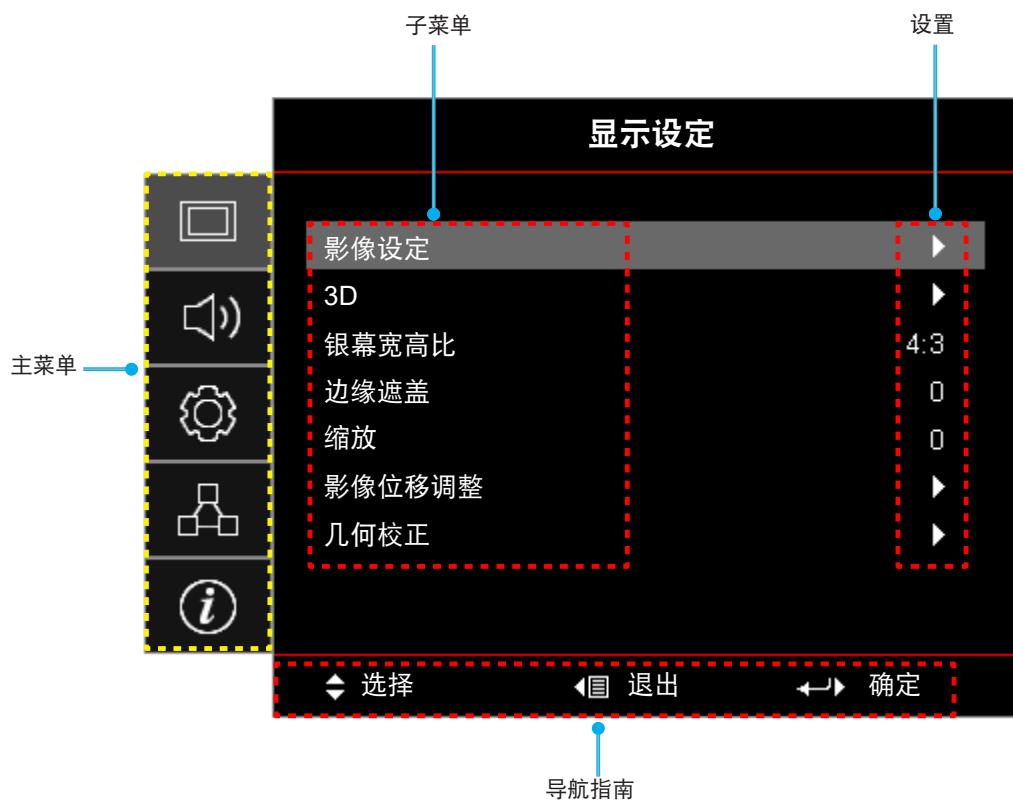 子菜单
设置
显示设定
影像设定
3D
银幕宽高比 4:3
边缘遮盖 0
缩放 0
影像位移调整
几何校正
主菜单
选择 退出 确定
导航指南